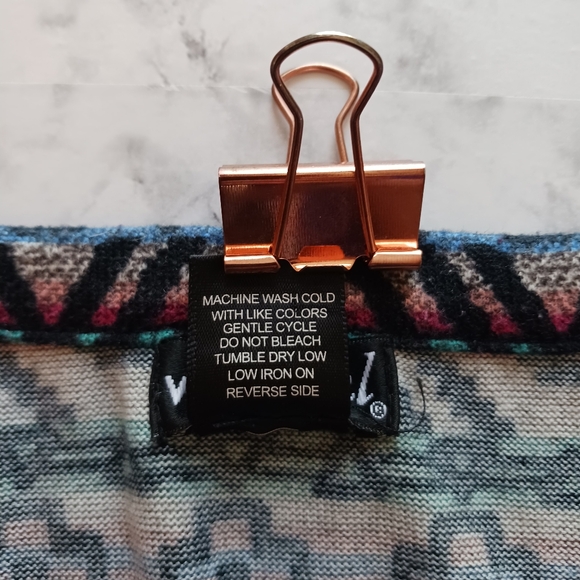 MACHINE WASH COLD
WITH LIKE COLORS
GENTLE CYCLE
DO NOT BLEACH
TUMBLE DRY LOW
LOW IRON ON
REVERSE SIDE